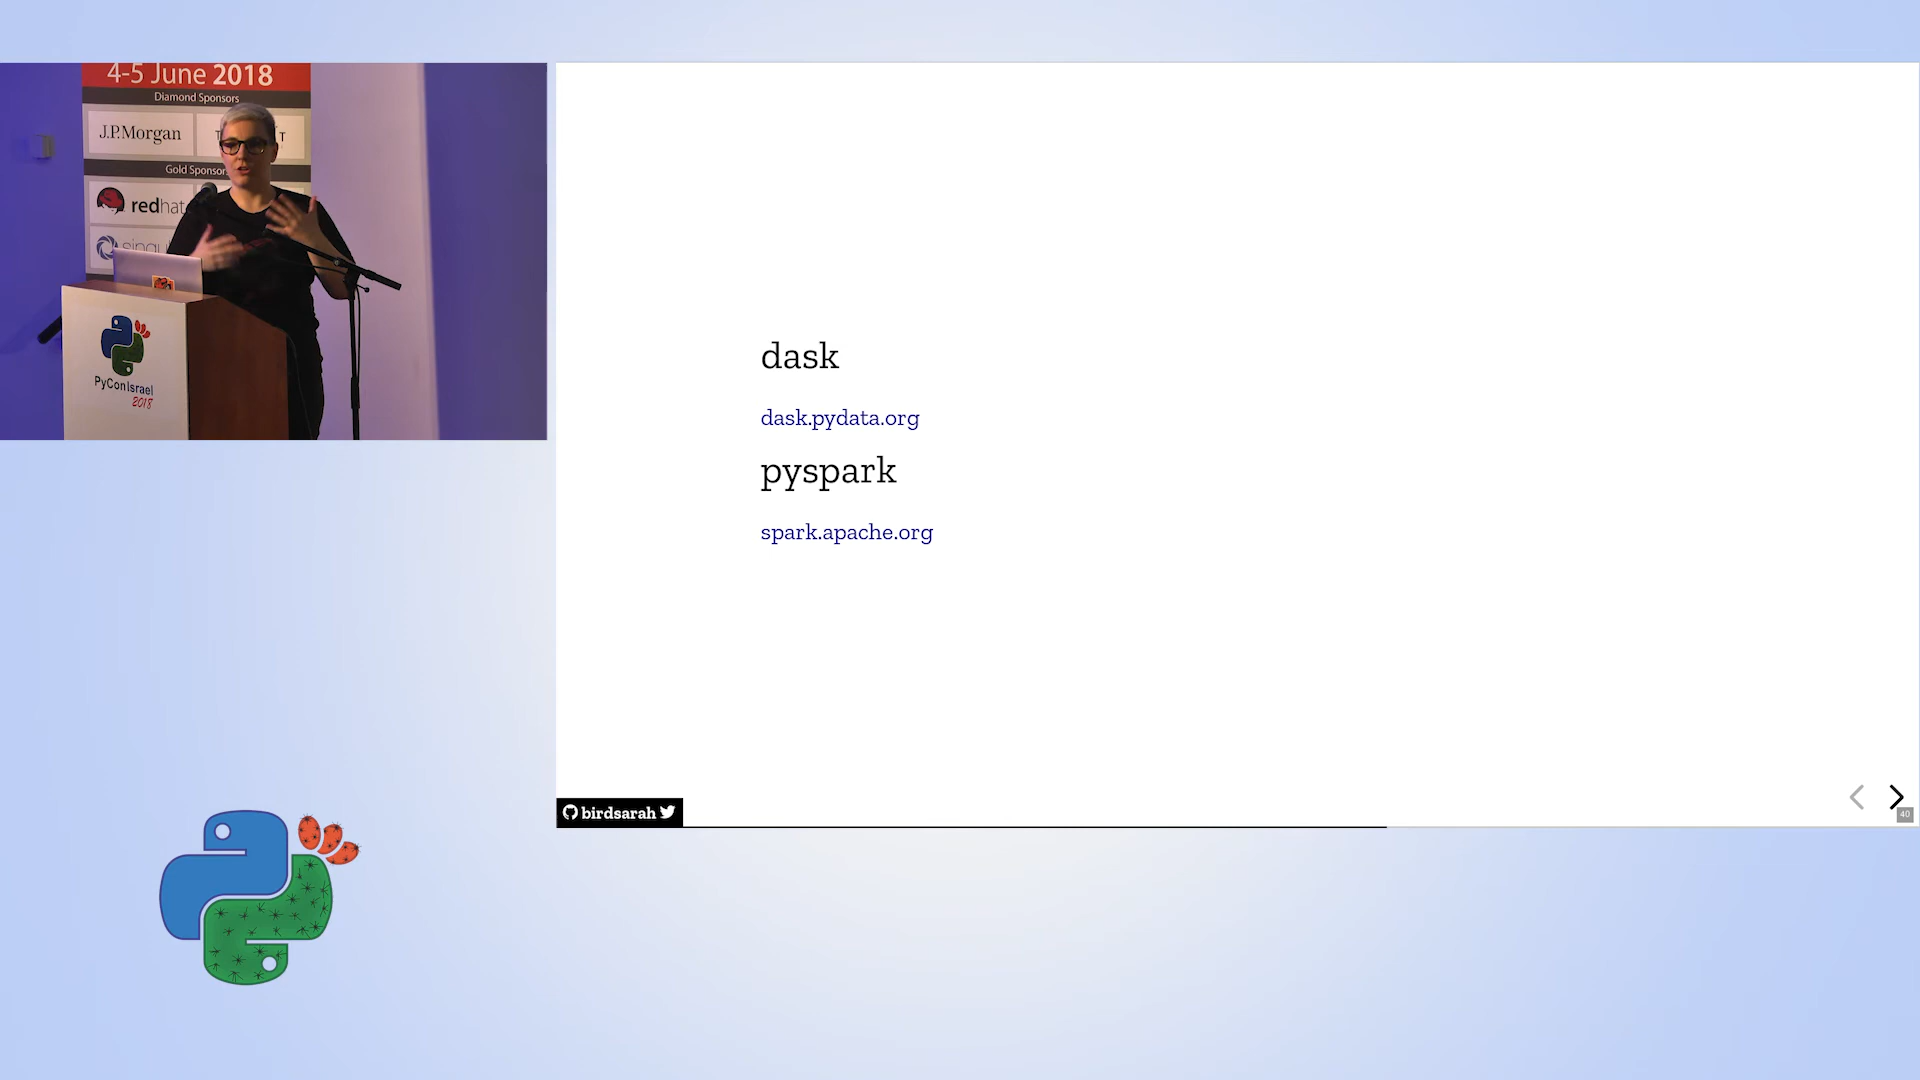 4-5 June 2018
Diamond Sponsors
J.P.Morgan
Gold Sponsor
redhat
PyConIsrael
2018
dask
dask.pydata.org
pyspark
spark.apache.org
birdsarah
40